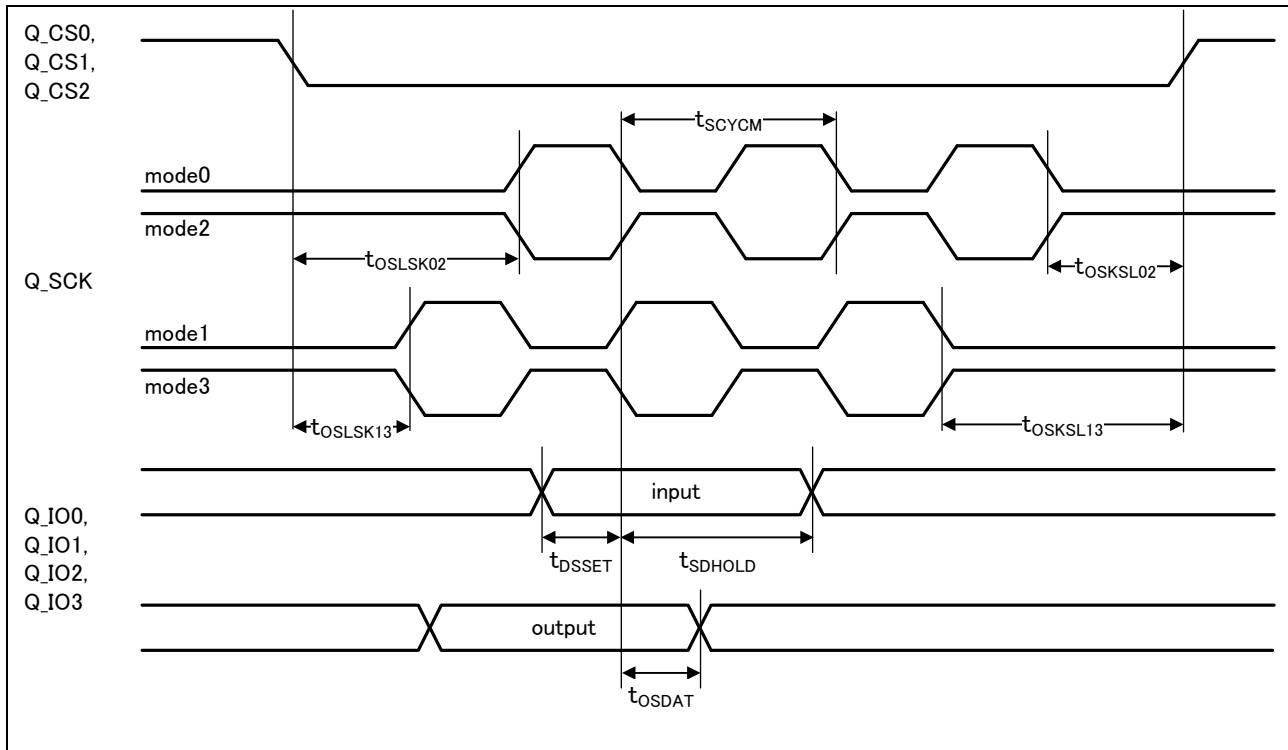 Q_CS0,
Q_CS1,
Q_CS2
tSCYCM
mode0
mode2
tOSLSK02
tOSKSL02
Q_SCK
mode1
mode3
tOSLSK13
tOSKSL13
input
Q_IO0,
Q_IO1,
Q_IO2,
Q_IO3
tDSSET
tSDHOLD
output
tOSDAT